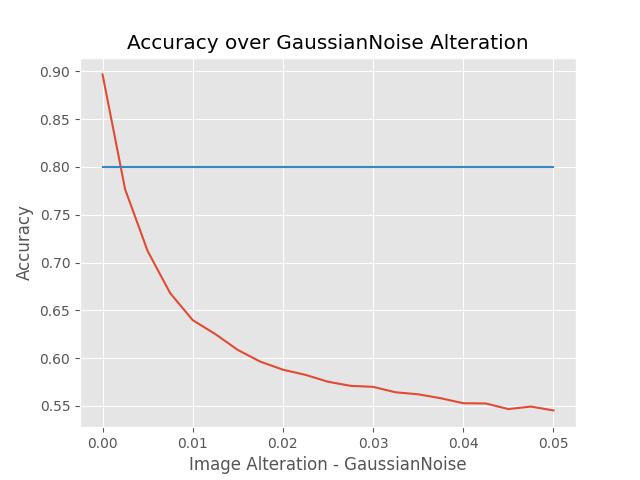 Accuracy over GaussianNoise Alteration
0.90
0.85
0.80
0.75
0.70
0.65
0.60
0.55
Accuracy
0.00 0.01 0.02 0.03 0.04 0.05
Image Alteration - GaussianNoise